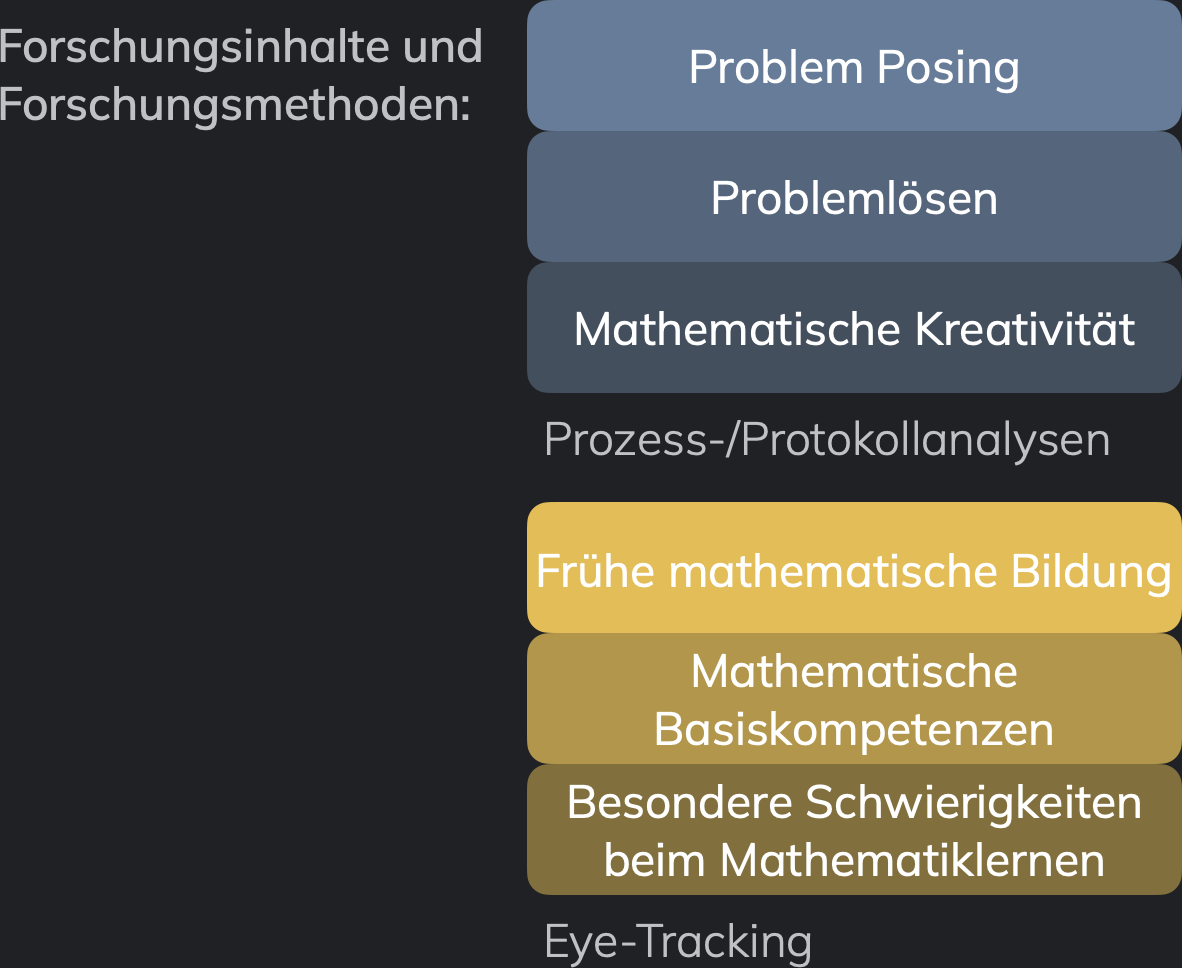 Forschungsinhalte und
Forschungsmethoden:
Problem Posing
Problemlösen
Mathematische Kreativität
Prozess-/Protokollanalysen
Frühe mathematische Bildung
Mathematische
Basiskompetenzen
Besondere Schwierigkeiten
beim Mathematiklernen
Eye-Tracking